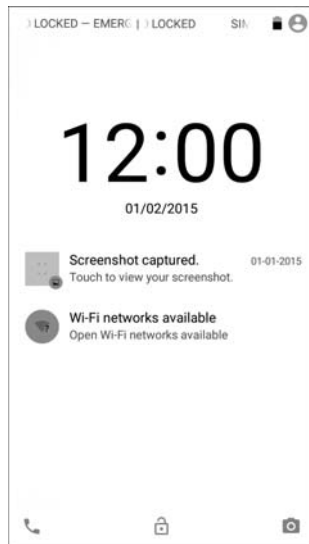 LOCKED — EMERG | LOCKED SIM
12:00
01/02/2015
Screenshot captured. 01-01-2015
Touch to view your screenshot.
Wi-Fi networks available
Open Wi-Fi networks available